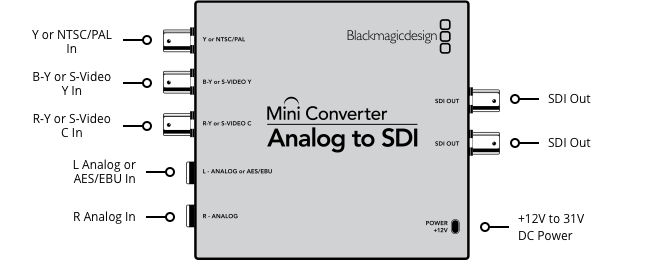 Y or NTSC/PAL
In
B-Y or S-Video
Y In
R-Y or S-Video
C In
L Analog or
AES/EBU In
R Analog In
Y or NTSC/PAL
B-Y or S-VIDEO Y
R-Y or S-VIDEO C
L - ANALOG or AES/EBU
R - ANALOG
Blackmagicdesign
Mini Converter
Analog to SDI
SDI OUT
SDI OUT
POWER
+12V
SDI Out
SDI Out
+12V to 31V
DC Power